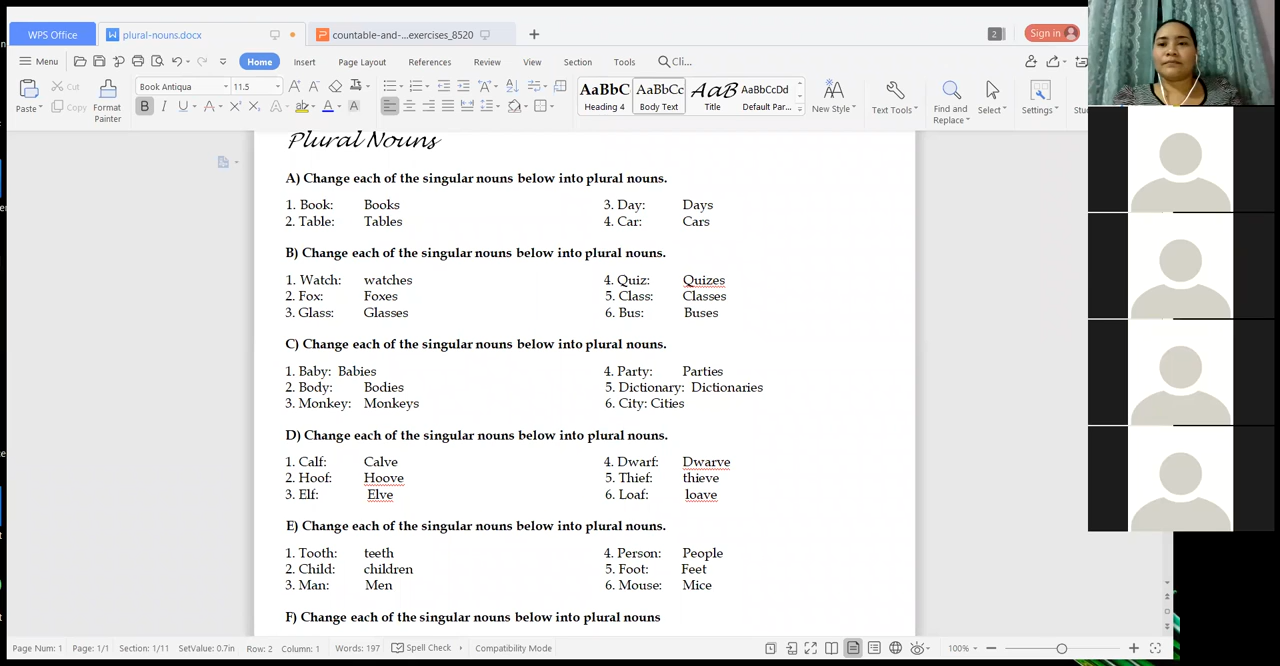 WPS Office
plural-nouns.docx
countable-and-...exercises_8520
2
Sign in
Menu
Home
Insert
Page Layout
References
Review
View
Section
Tools
Cli...
Paste
Cut
Copy
Format Painter
Book Antiqua
11.5
AaBbC
Heading 4
AaBbCc
Body Text
AaB
Title
AaBbCcDd
Default Par...
New Style
Text Tools
Find and Replace
Select
Settings
Plural Nouns
A) Change each of the singular nouns below into plural nouns.
1. Book: Books 3. Day: Days
2. Table: Tables 4. Car: Cars
B) Change each of the singular nouns below into plural nouns.
1. Watch: watches 4. Quiz: Quizes
2. Fox: Foxes 5. Class: Classes
3. Glass: Glasses 6. Bus: Buses
C) Change each of the singular nouns below into plural nouns.
1. Baby: Babies 4. Party: Parties
2. Body: Bodies 5. Dictionary: Dictionaries
3. Monkey: Monkeys 6. City: Cities
D) Change each of the singular nouns below into plural nouns.
1. Calf: Calve 4. Dwarf: Dwarve
2. Hoof: Hoove 5. Thief: thieve
3. Elf: Elve 6. Loaf: loave
E) Change each of the singular nouns below into plural nouns.
1. Tooth: teeth 4. Person: People
2. Child: children 5. Foot: Feet
3. Man: Men 6. Mouse: Mice
F) Change each of the singular nouns below into plural nouns
Page Num: 1 Page: 1/1 Section: 1/11 SetValue: 0.7in Row: 2 Column: 1 Words: 197 Spell Check Compatibility Mode 100%